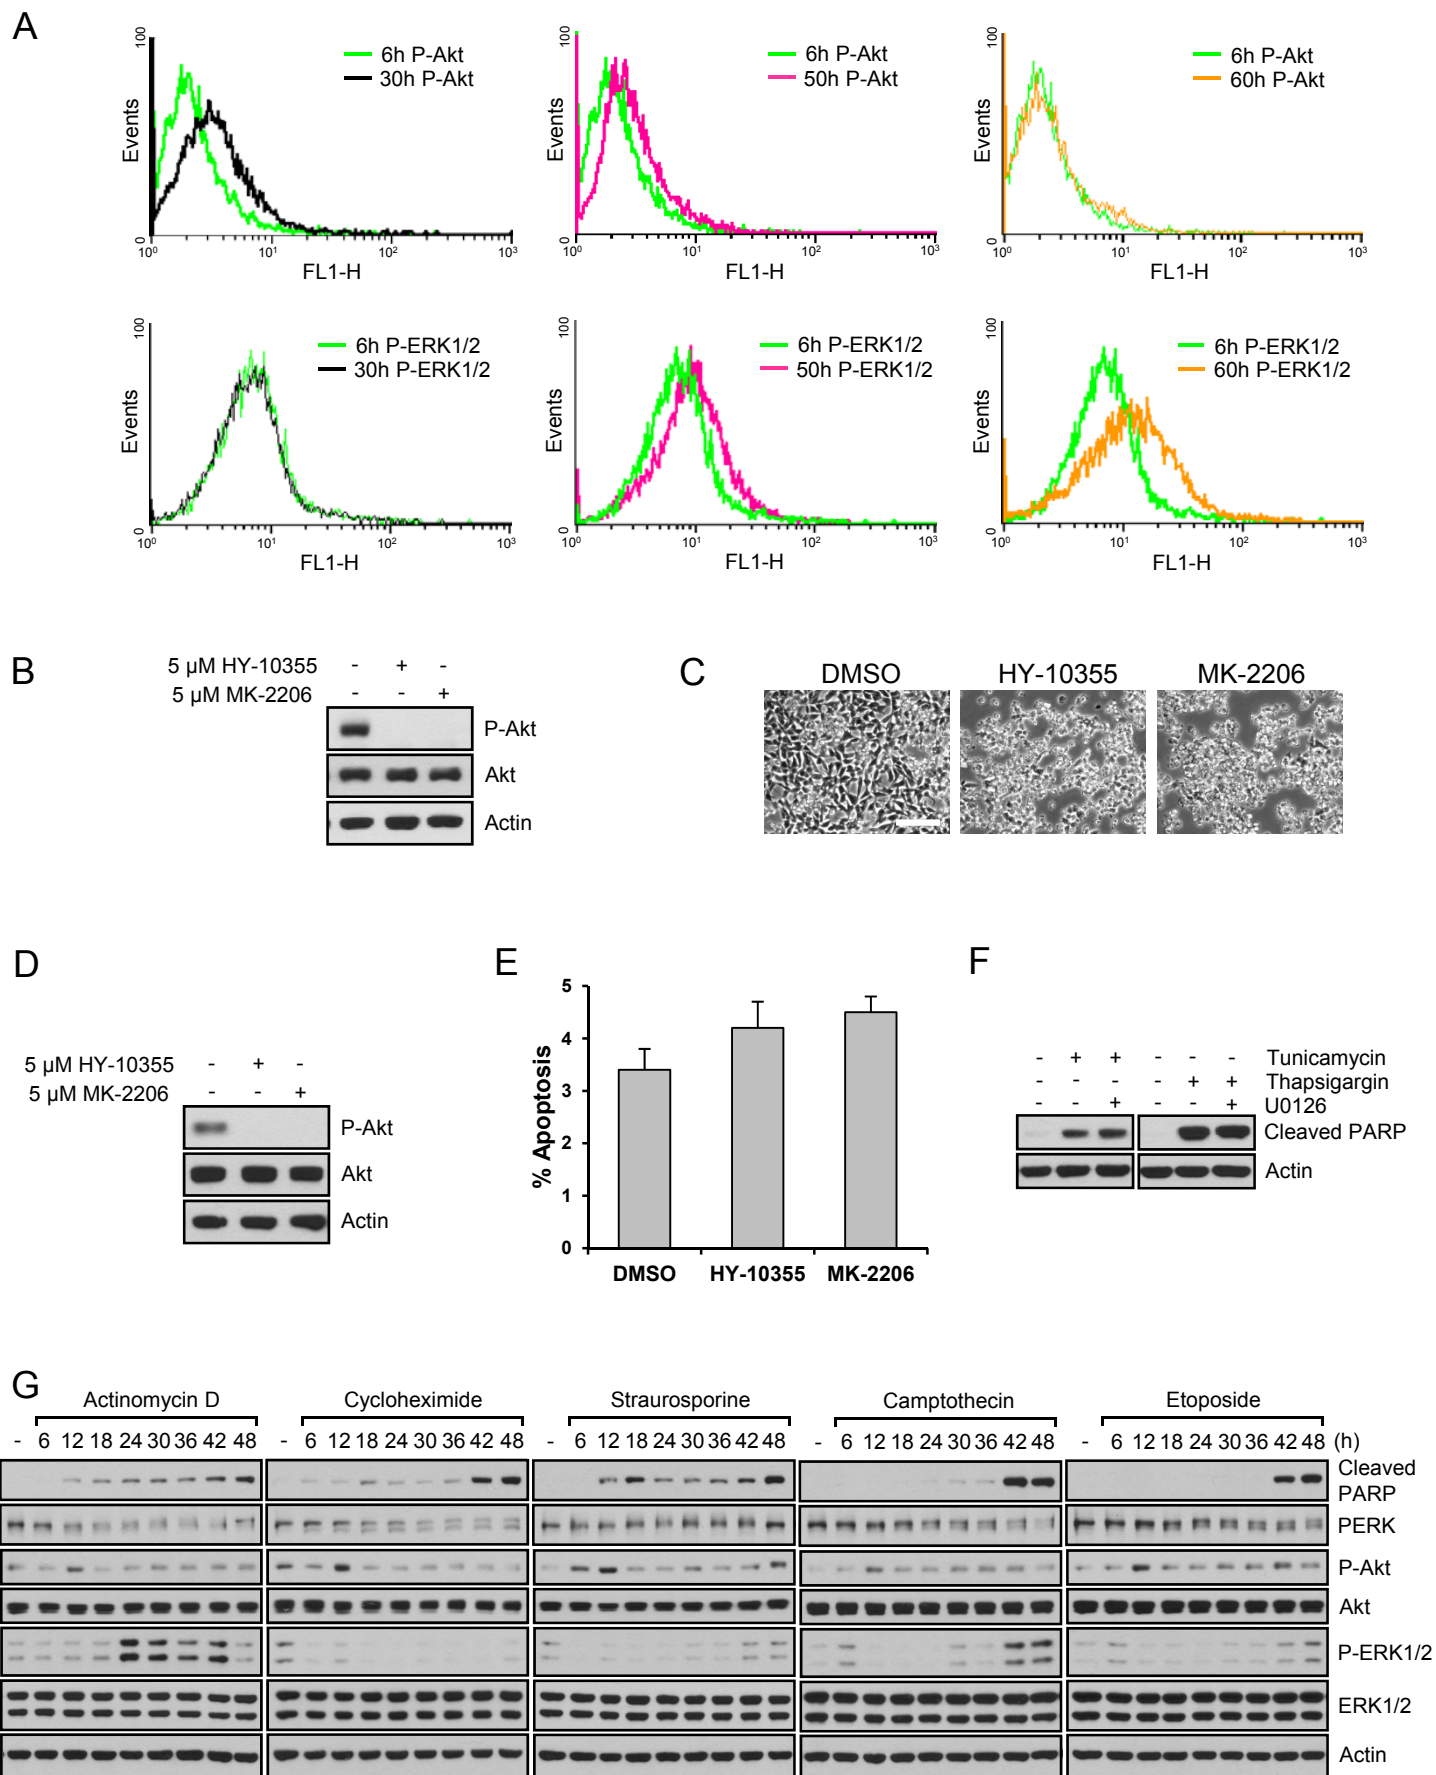 A
100
Events
0
6h P-Akt
30h P-Akt
10⁰ 10¹ 10² 10³
FL1-H
100
Events
0
6h P-Akt
50h P-Akt
10⁰ 10¹ 10² 10³
FL1-H
100
Events
0
6h P-Akt
60h P-Akt
10⁰ 10¹ 10² 10³
FL1-H
100
Events
0
6h P-ERK1/2
30h P-ERK1/2
10⁰ 10¹ 10² 10³
FL1-H
100
Events
0
6h P-ERK1/2
50h P-ERK1/2
10⁰ 10¹ 10² 10³
FL1-H
100
Events
0
6h P-ERK1/2
60h P-ERK1/2
10⁰ 10¹ 10² 10³
FL1-H
B
5 µM HY-10355 - + -
5 µM MK-2206 - - +
P-Akt
Akt
Actin
C
DMSO HY-10355 MK-2206
D
5 µM HY-10355 - + -
5 µM MK-2206 - - +
P-Akt
Akt
Actin
E
% Apoptosis
5
4
3
2
1
0
DMSO HY-10355 MK-2206
F
- + + - - - Tunicamycin
- - - - + + Thapsigargin
- - + - - + U0126
Cleaved PARP
Actin
G
Actinomycin D Cycloheximide Straurosporine Camptothecin Etoposide
- 6 12 18 24 30 36 42 48 - 6 12 18 24 30 36 42 48 - 6 12 18 24 30 36 42 48 - 6 12 18 24 30 36 42 48 - 6 12 18 24 30 36 42 48 (h)
Cleaved
PARP
PERK
P-Akt
Akt
P-ERK1/2
ERK1/2
Actin